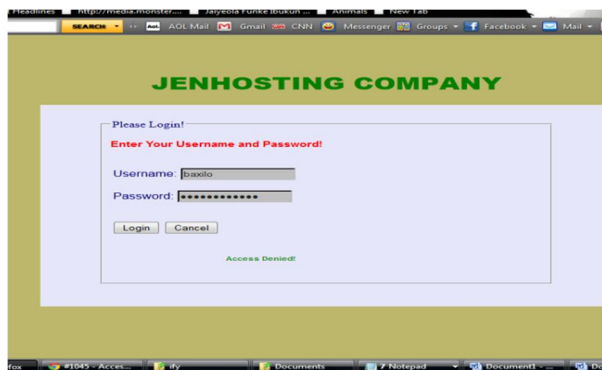 Headlines http://media.monster.... Jaiyeola Funke Ibukun ... Animals New Tab
SEARCH AOL Mail Gmail CNN Messenger Groups Facebook Mail
JENHOSTING COMPANY
Please Login!
Enter Your Username and Password!
Username: baxilo
Password: ••••••••••••
Login Cancel
Access Denied!
fox #1045 - Acces... ify Documents 7 Notepad Document1 - ... Do